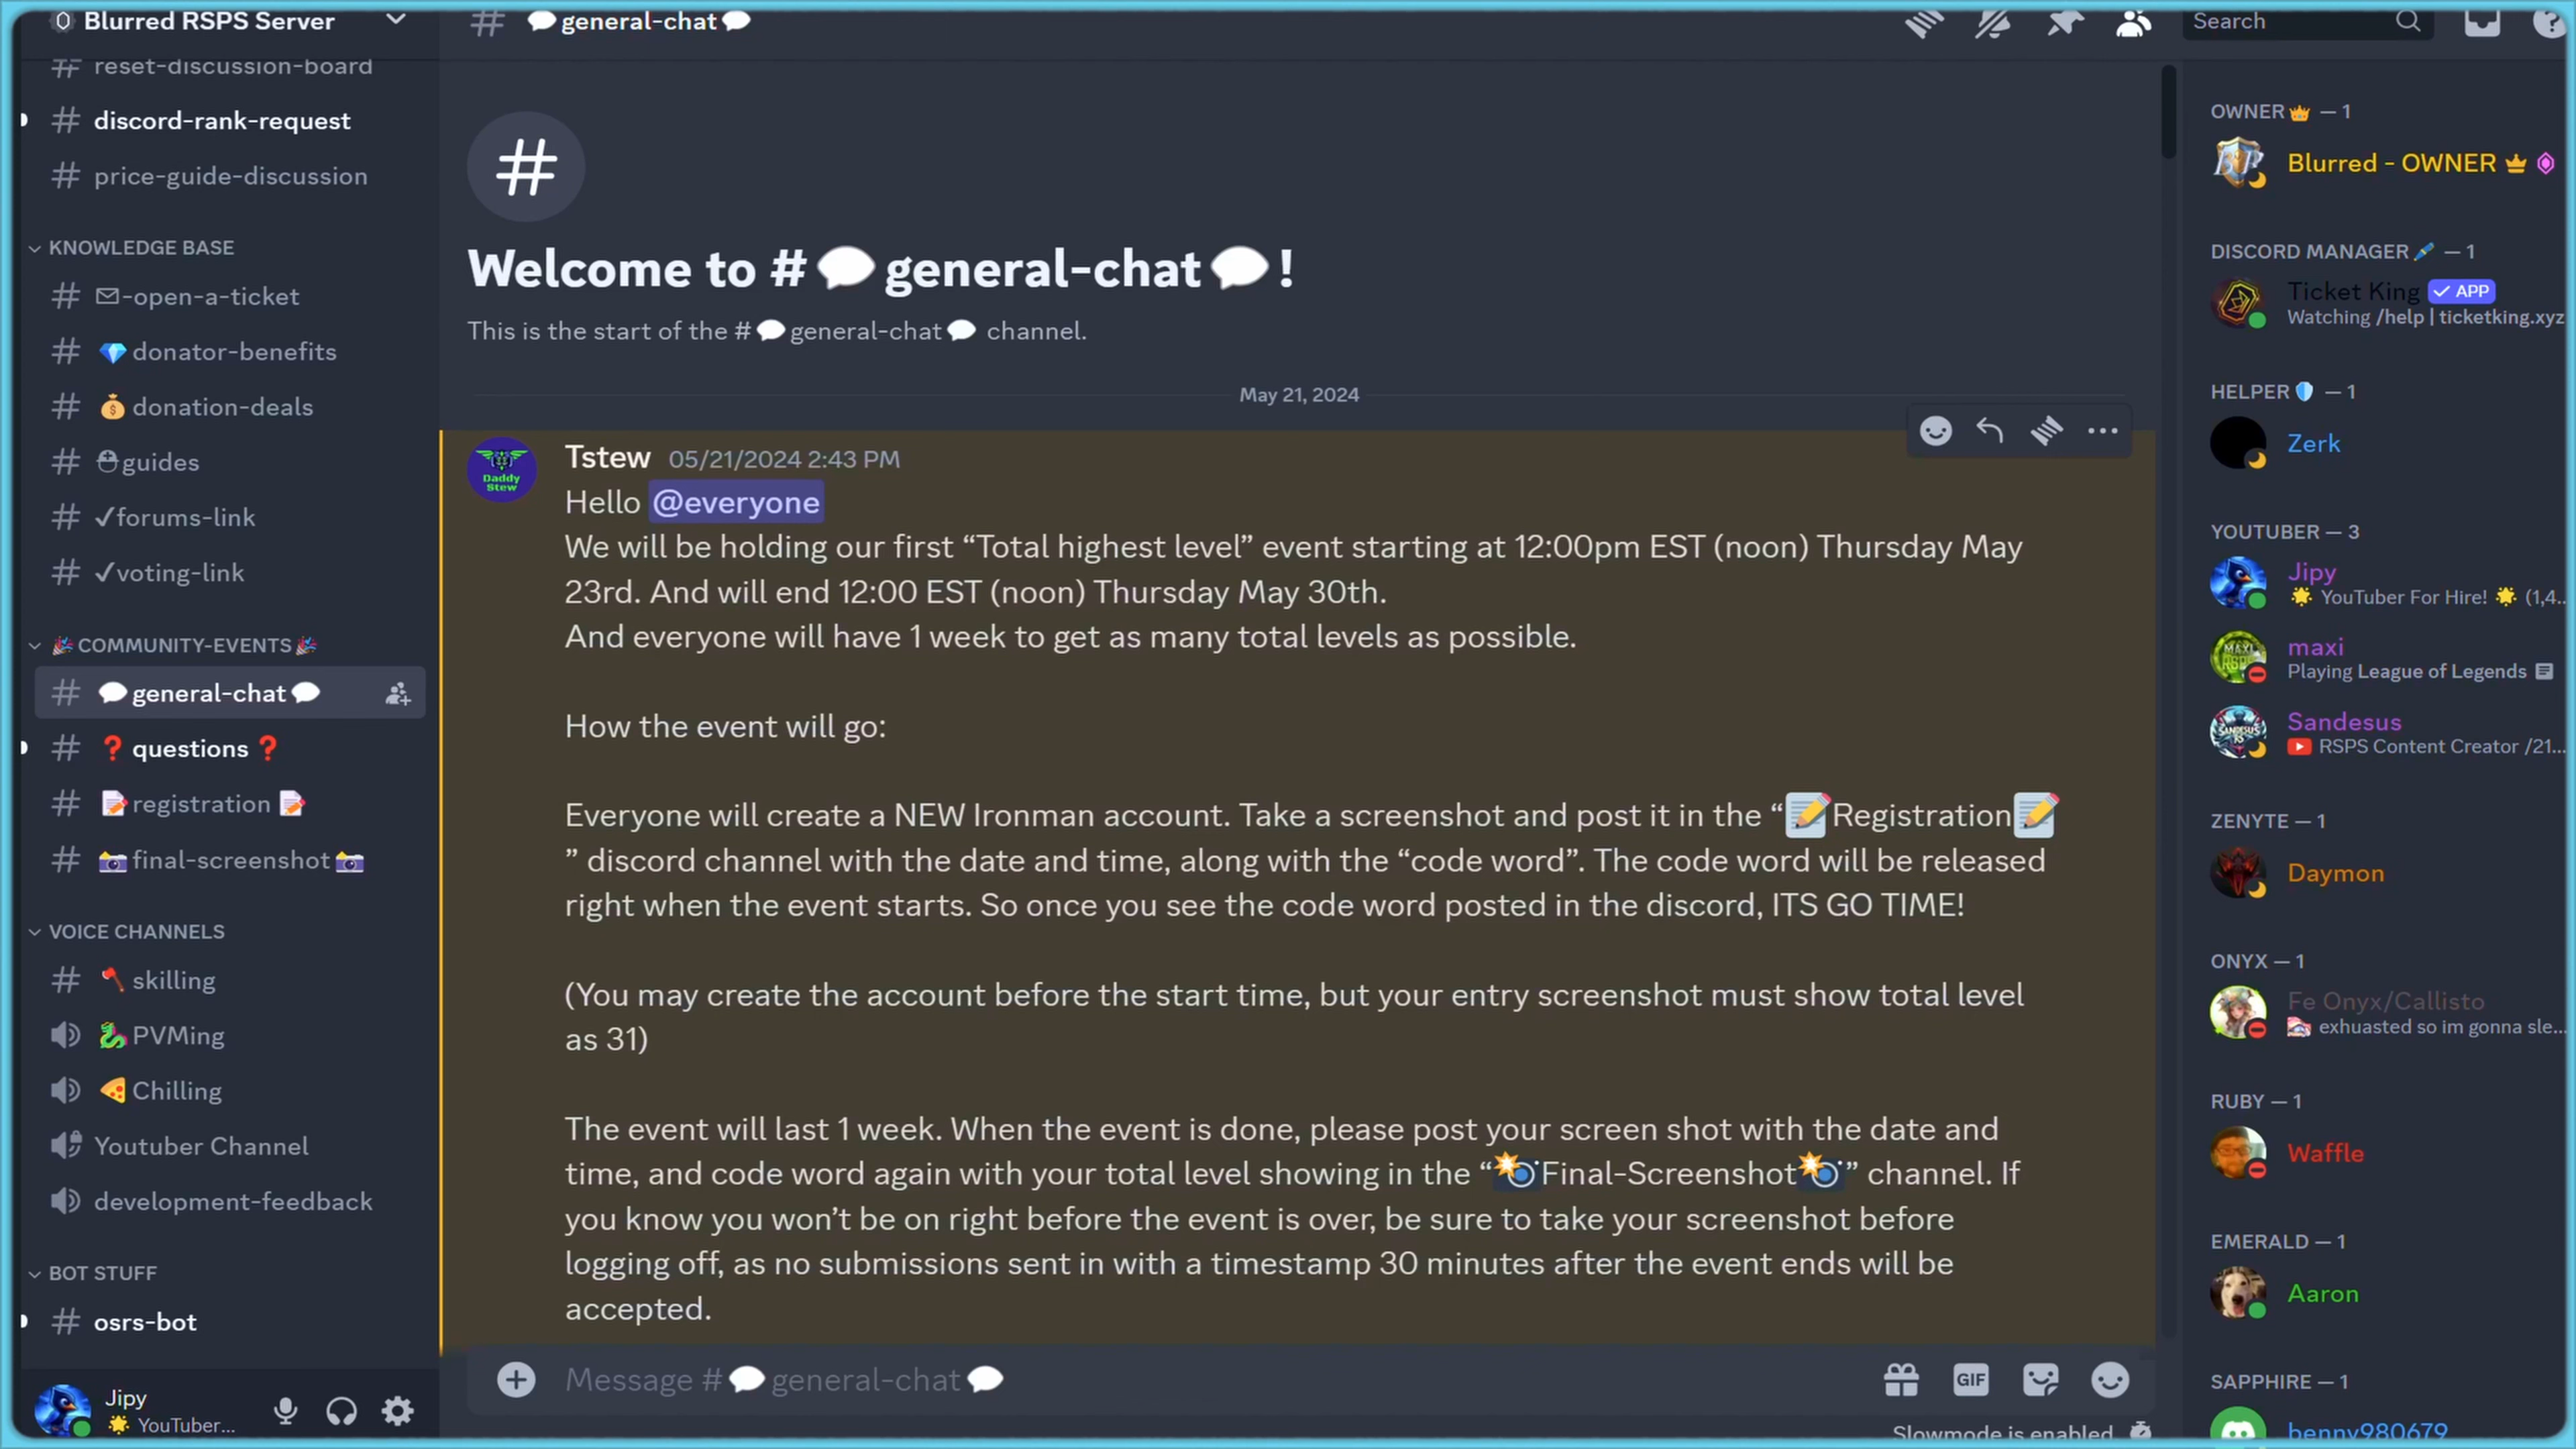 Blurred RSPS Server
reset-discussion-board
discord-rank-request
price-guide-discussion
KNOWLEDGE BASE
-open-a-ticket
donator-benefits
donation-deals
guides
✓forums-link
✓voting-link
COMMUNITY-EVENTS
general-chat
questions
registration
final-screenshot
VOICE CHANNELS
skilling
PVMing
Chilling
Youtuber Channel
development-feedback
BOT STUFF
osrs-bot
Jipy
YouTuber...
# general-chat
Search
Welcome to # general-chat !
This is the start of the # general-chat channel.
May 21, 2024
Daddy
Stew
Tstew 05/21/2024 2:43 PM
Hello @everyone
We will be holding our first “Total highest level” event starting at 12:00pm EST (noon) Thursday May
23rd. And will end 12:00 EST (noon) Thursday May 30th.
And everyone will have 1 week to get as many total levels as possible.
How the event will go:
Everyone will create a NEW Ironman account. Take a screenshot and post it in the “📝Registration📝
” discord channel with the date and time, along with the “code word”. The code word will be released
right when the event starts. So once you see the code word posted in the discord, ITS GO TIME!
(You may create the account before the start time, but your entry screenshot must show total level
as 31)
The event will last 1 week. When the event is done, please post your screen shot with the date and
time, and code word again with your total level showing in the “📸Final-Screenshot📸” channel. If
you know you won’t be on right before the event is over, be sure to take your screenshot before
logging off, as no submissions sent in with a timestamp 30 minutes after the event ends will be
accepted.
Message # general-chat
GIF
Slowmode is enabled
OWNER — 1
Blurred - OWNER
DISCORD MANAGER — 1
Ticket King ✓ APP
Watching /help | ticketking.xyz
HELPER — 1
Zerk
YOUTUBER — 3
Jipy
YouTuber For Hire! (1,4...
maxi
Playing League of Legends
Sandesus
RSPS Content Creator /21...
ZENYTE — 1
Daymon
ONYX — 1
Fe Onyx/Callisto
exhuasted so im gonna sle...
RUBY — 1
Waffle
EMERALD — 1
Aaron
SAPPHIRE — 1
benny980679